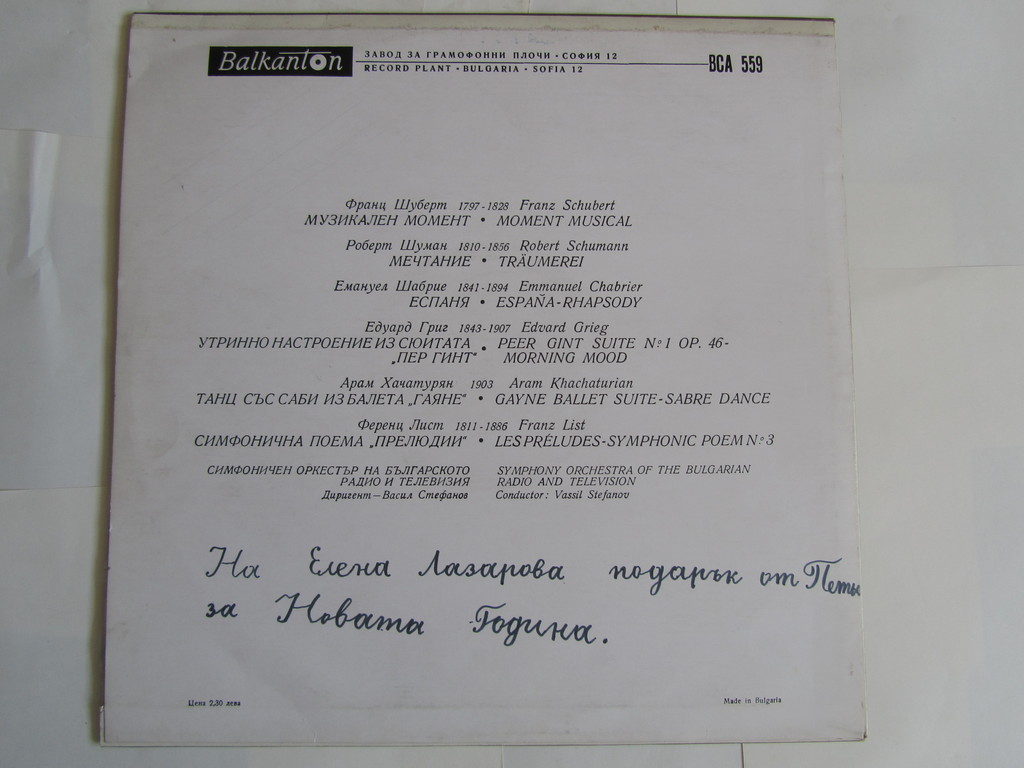 Balkanton ЗАВОД ЗА ГРАМОФОННИ ПЛОЧИ • СОФИЯ 12
RECORD PLANT • BULGARIA • SOFIA 12
ВСА 559
Франц Шуберт 1797-1828 Franz Schubert
МУЗИКАЛЕН МОМЕНТ • MOMENT MUSICAL
Роберт Шуман 1810-1856 Robert Schumann
МЕЧТАНИЕ • TRÄUMEREI
Емануел Шабрие 1841-1894 Emmanuel Chabrier
ЕСПАНЯ • ESPAÑA-RHAPSODY
Едуард Григ 1843-1907 Edvard Grieg
УТРИННО НАСТРОЕНИЕ ИЗ СЮИТАТА • PEER GINT SUITE № 1 OP. 46-
„ПЕР ГИНТ" MORNING MOOD
Арам Хачатурян 1903 Aram Khachaturian
ТАНЦ СЪС САБИ ИЗ БАЛЕТА „ГАЯНЕ" • GAYNE BALLET SUITE-SABRE DANCE
Ференц Лист 1811-1886 Franz List
СИМФОНИЧНА ПОЕМА „ПРЕЛЮДИИ" • LES PRÉLUDES-SYMPHONIC POEM № 3
СИМФОНИЧЕН ОРКЕСТЪР НА БЪЛГАРСКОТО SYMPHONY ORCHESTRA OF THE BULGARIAN
РАДИО И ТЕЛЕВИЗИЯ RADIO AND TELEVISION
Диригент — Васил Стефанов Conductor: Vassil Stefanov
На Елена Лазарова подарък от
за Новата Година.
Цена 2,30 лева
Made in Bulgaria